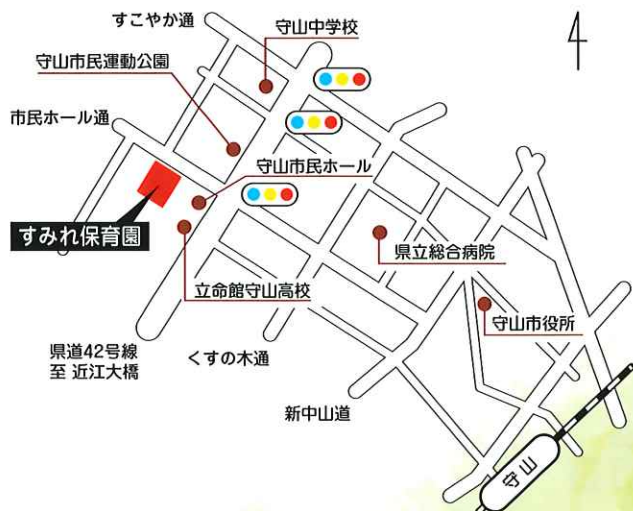 すこやか通
守山中学校
守山市民運動公園
市民ホール通
守山市民ホール
すみれ保育園
県立総合病院
立命館守山高校
守山市役所
県道42号線
至 近江大橋
くすの木通
新中山道
守山